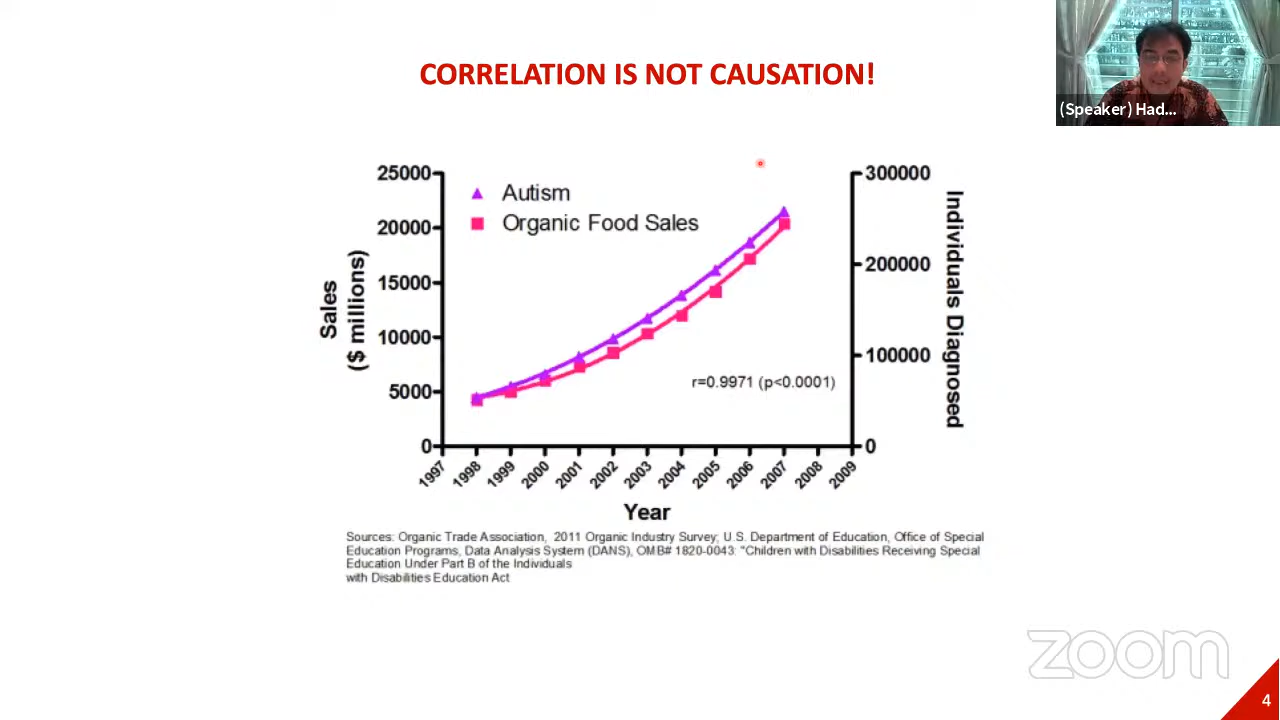 CORRELATION IS NOT CAUSATION!
(Speaker) Had...
25000
20000
15000
10000
5000
0
Sales
($ millions)
Autism
Organic Food Sales
r=0.9971 (p<0.0001)
300000
200000
100000
0
Individuals Diagnosed
1997
1998
1999
2000
2001
2002
2003
2004
2005
2006
2007
2008
2009
Year
Sources: Organic Trade Association, 2011 Organic Industry Survey; U.S. Department of Education, Office of Special
Education Programs, Data Analysis System (DANS), OMB# 1820-0043: "Children with Disabilities Receiving Special
Education Under Part B of the Individuals
with Disabilities Education Act
zoom
4